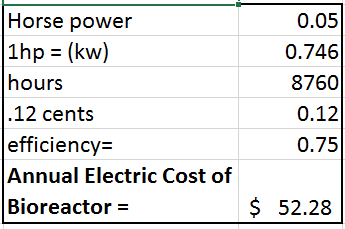 Horse power 0.05
1hp = (kw) 0.746
hours 8760
.12 cents 0.12
efficiency= 0.75
Annual Electric Cost of
Bioreactor = $ 52.28